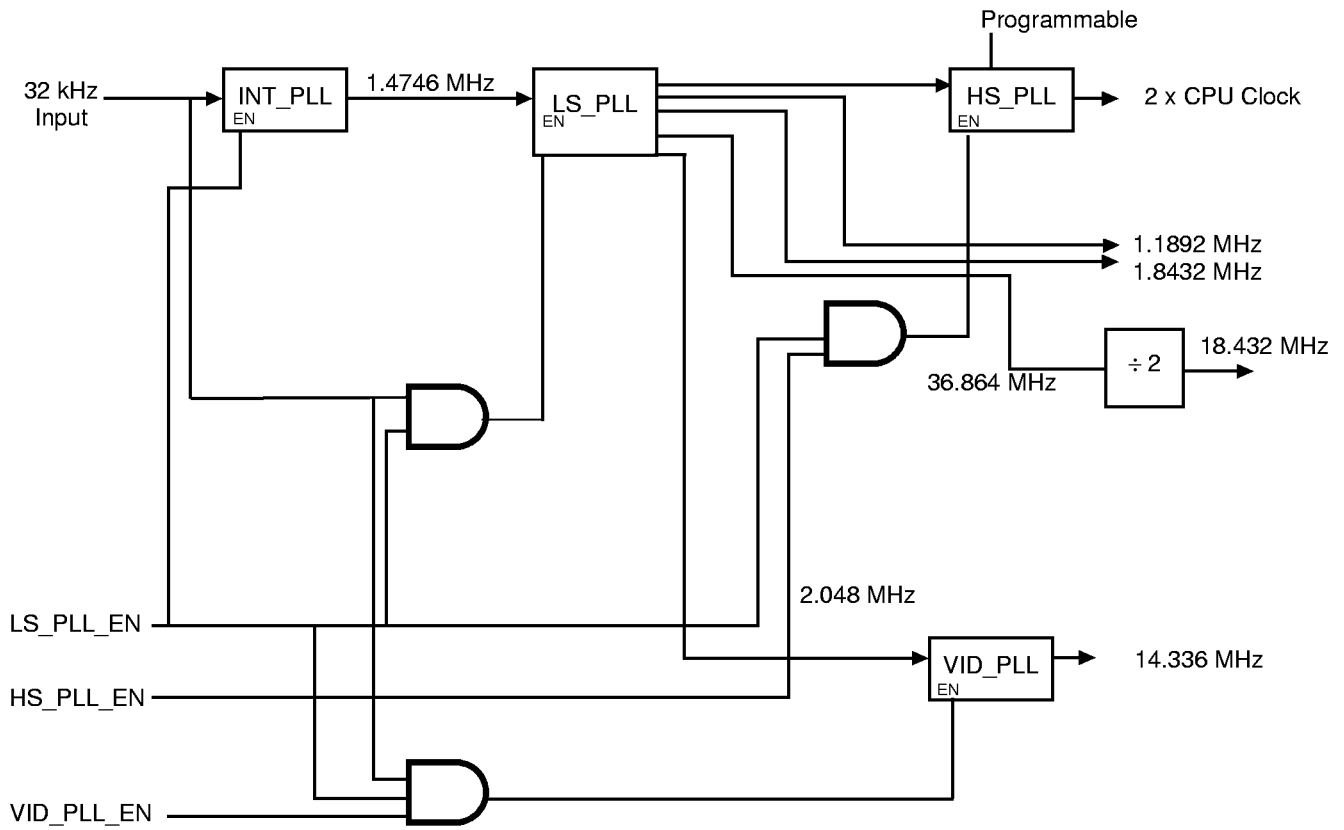 Programmable
32 kHz
Input
INT_PLL
EN
1.4746 MHz
LS_PLL
EN
HS_PLL
EN
2 x CPU Clock
1.1892 MHz
1.8432 MHz
÷ 2
18.432 MHz
36.864 MHz
2.048 MHz
LS_PLL_EN
VID_PLL
EN
14.336 MHz
HS_PLL_EN
VID_PLL_EN